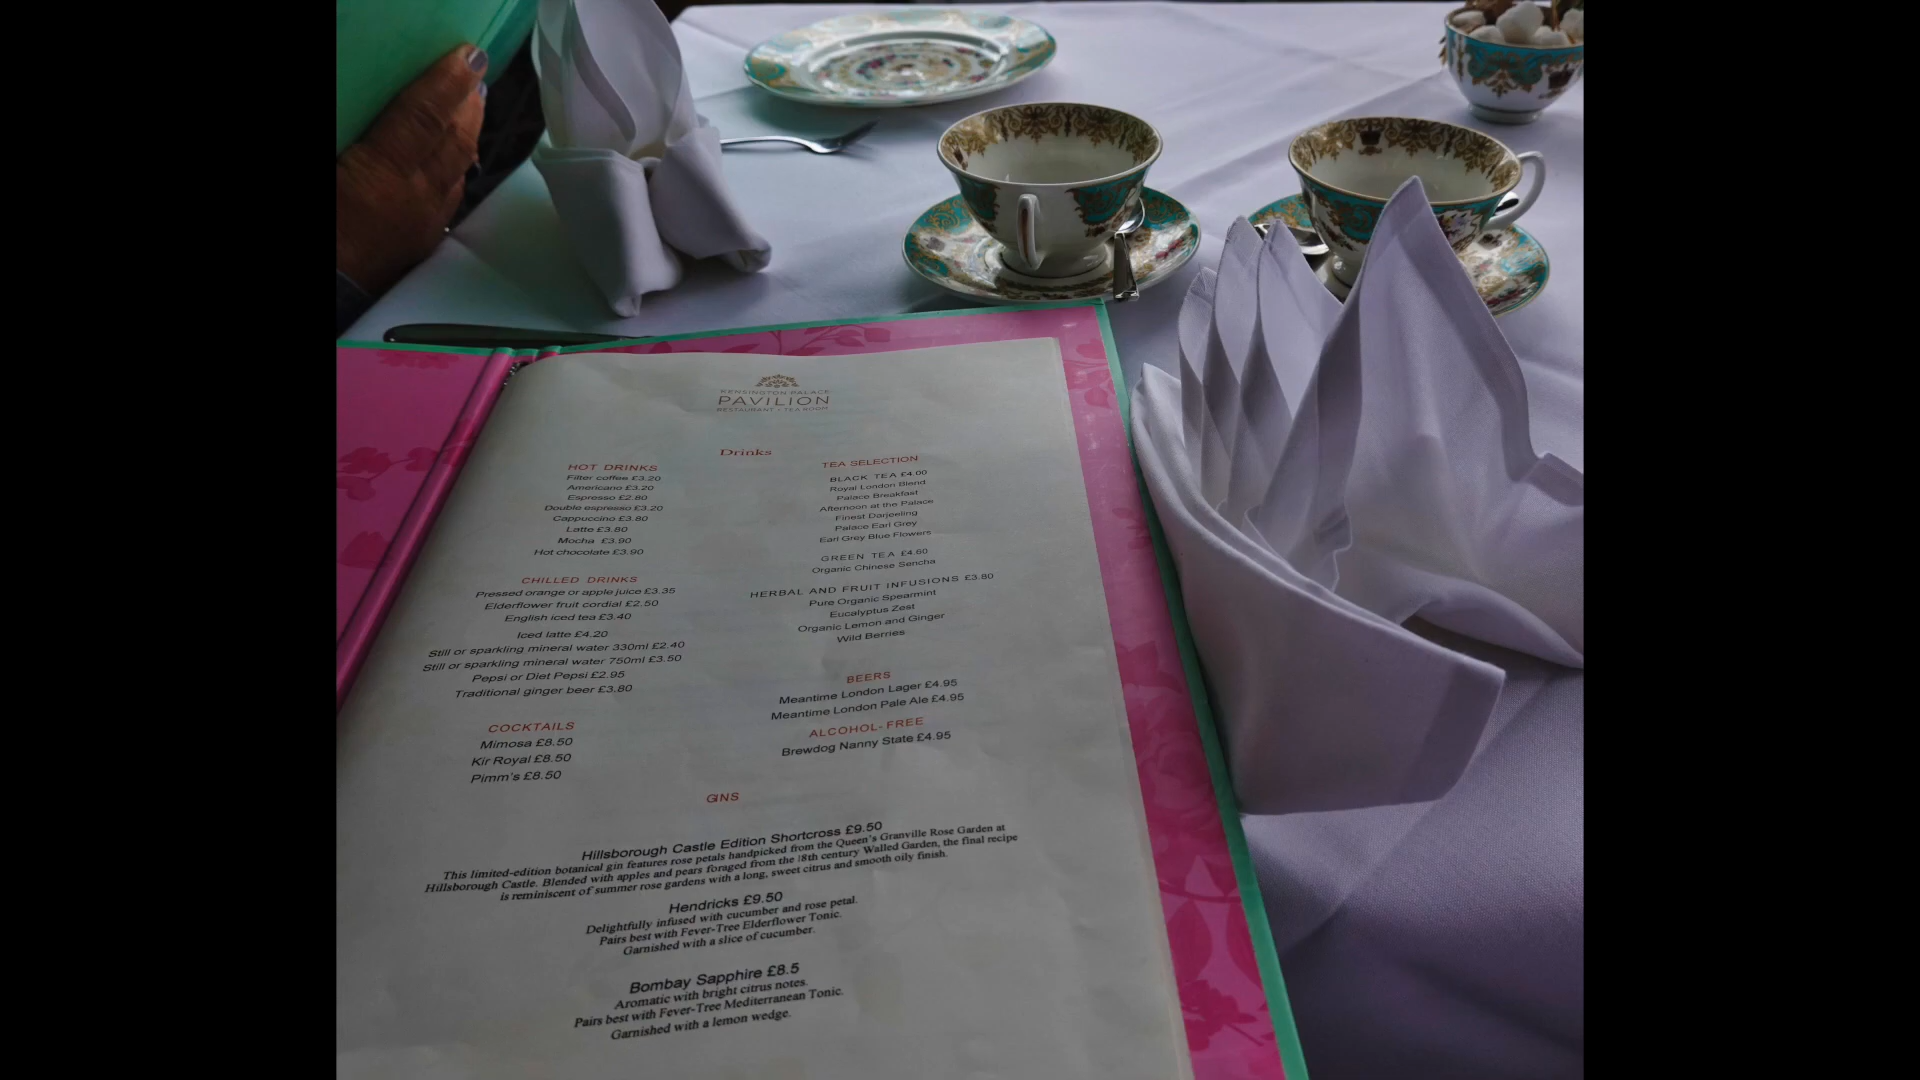 KENSINGTON PALACE
PAVILION
RESTAURANT • TEA ROOM
Drinks
HOT DRINKS
Filter coffee £3.20
Americano £3.20
Espresso £2.80
Double espresso £3.20
Cappuccino £3.80
Latte £3.80
Mocha £3.90
Hot chocolate £3.90
CHILLED DRINKS
Pressed orange or apple juice £3.35
Elderflower fruit cordial £2.50
English iced tea £3.40
Iced latte £4.20
Still or sparkling mineral water 330ml £2.40
Still or sparkling mineral water 750ml £3.50
Pepsi or Diet Pepsi £2.95
Traditional ginger beer £3.80
COCKTAILS
Mimosa £8.50
Kir Royal £8.50
Pimm's £8.50
TEA SELECTION
BLACK TEA £4.00
Royal London Blend
Palace Breakfast
Afternoon at the Palace
Finest Darjeeling
Palace Earl Grey
Earl Grey Blue Flowers
GREEN TEA £4.60
Organic Chinese Sencha
HERBAL AND FRUIT INFUSIONS £3.80
Pure Organic Spearmint
Eucalyptus Zest
Organic Lemon and Ginger
Wild Berries
BEERS
Meantime London Lager £4.95
Meantime London Pale Ale £4.95
ALCOHOL-FREE
Brewdog Nanny State £4.95
GINS
Hillsborough Castle Edition Shortcross £9.50
This limited-edition botanical gin features rose petals handpicked from the Queen's Granville Rose Garden at
Hillsborough Castle. Blended with apples and pears foraged from the 18th century Walled Garden, the final recipe
is reminiscent of summer rose gardens with a long, sweet citrus and smooth oily finish.
Hendricks £9.50
Delightfully infused with cucumber and rose petal.
Pairs best with Fever-Tree Elderflower Tonic.
Garnished with a slice of cucumber.
Bombay Sapphire £8.5
Aromatic with bright citrus notes.
Pairs best with Fever-Tree Mediterranean Tonic.
Garnished with a lemon wedge.